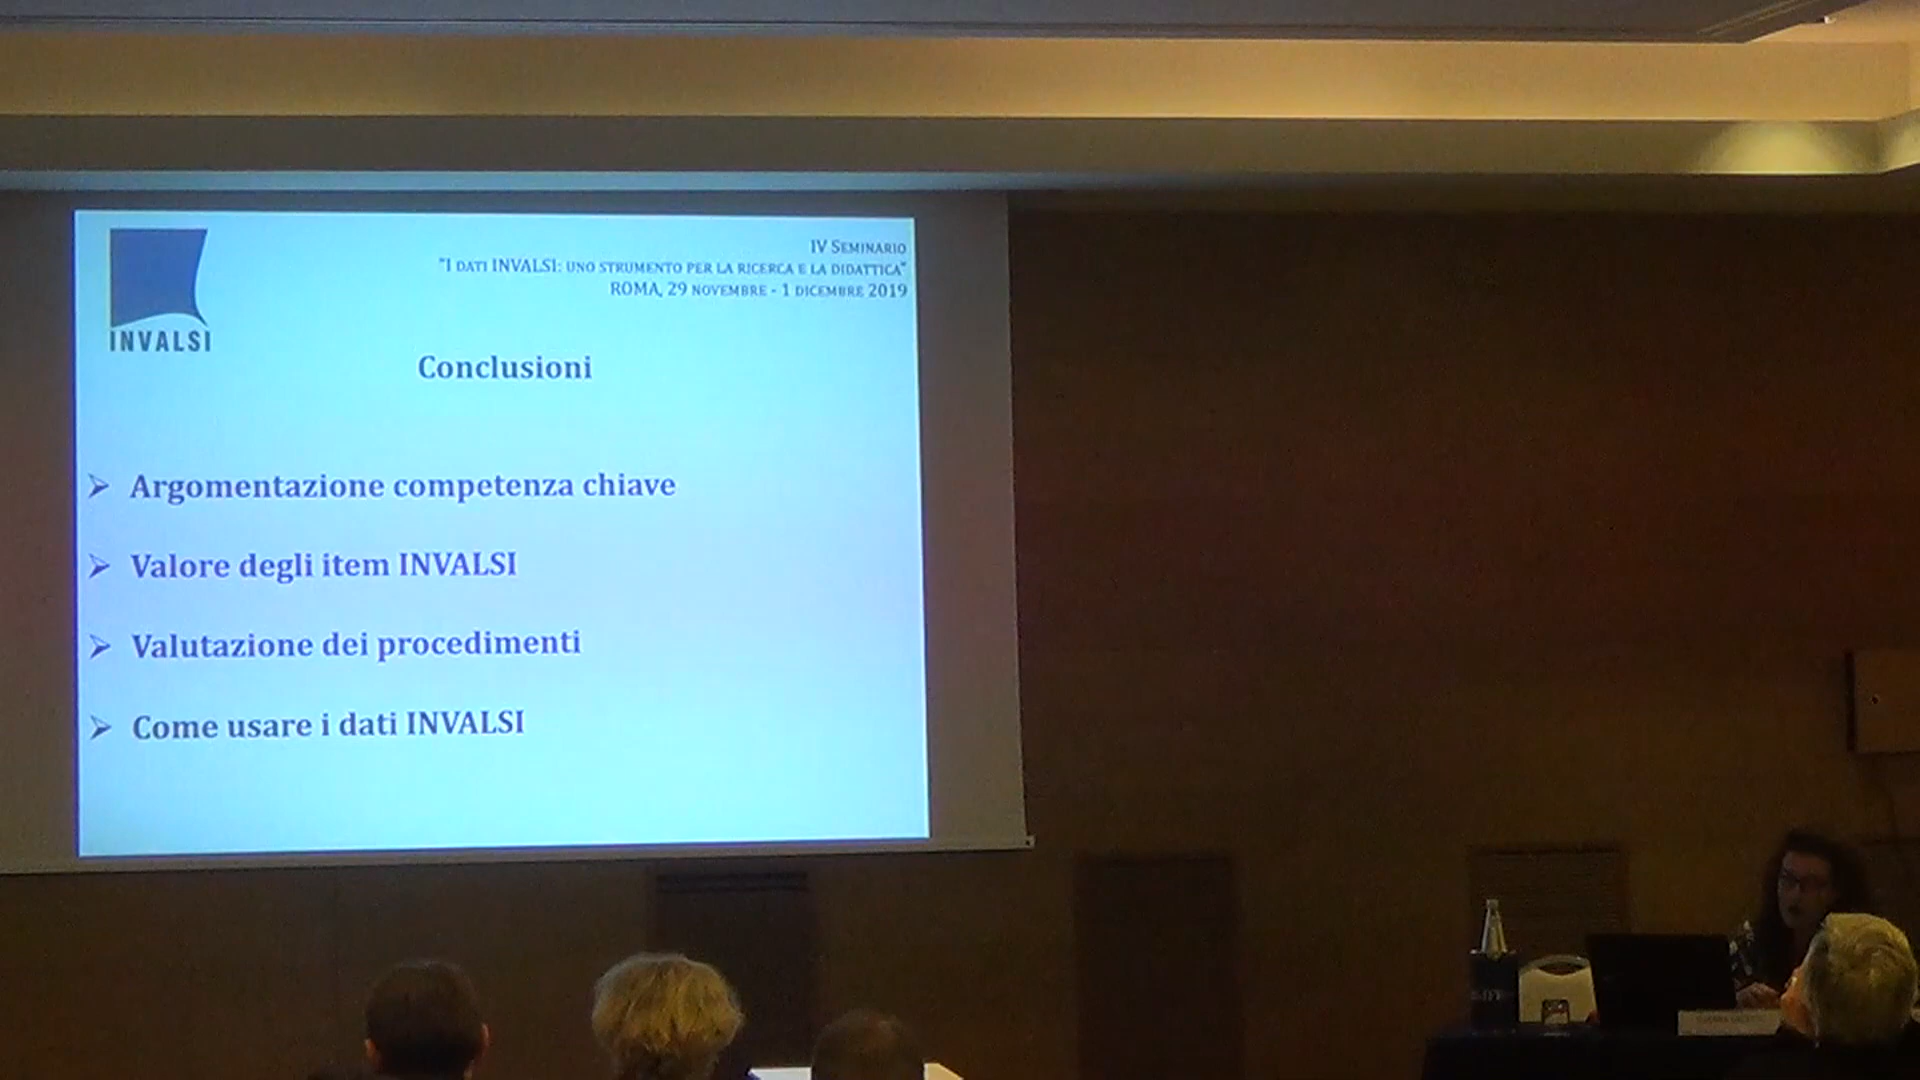 INVALSI
IV Seminario
"I dati INVALSI: uno strumento per la ricerca e la didattica"
ROMA, 29 novembre - 1 dicembre 2019
Conclusioni
➢ Argomentazione competenza chiave
➢ Valore degli item INVALSI
➢ Valutazione dei procedimenti
➢ Come usare i dati INVALSI